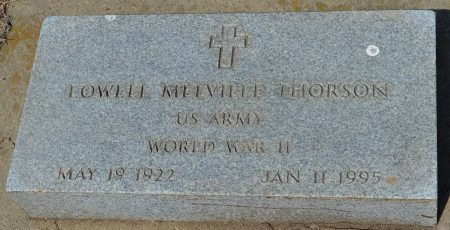 LOWELL MELVILLE THORSON
US ARMY
WORLD WAR II
MAY 19 1922 JAN 11 1995